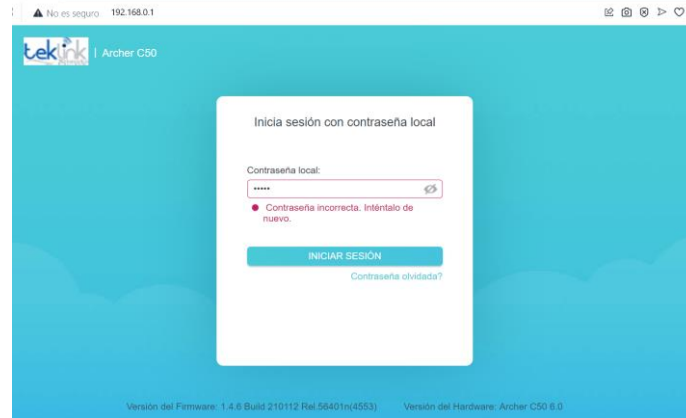 No es seguro 192.168.0.1
teklink | Archer C50
Inicia sesión con contraseña local
Contraseña local:
•••••
Contraseña incorrecta. Inténtalo de
nuevo.
INICIAR SESIÓN
Contraseña olvidada?
Versión del Firmware: 1.4.6 Build 210112 Rel.56401n(4553) Versión del Hardware: Archer C50 6.0